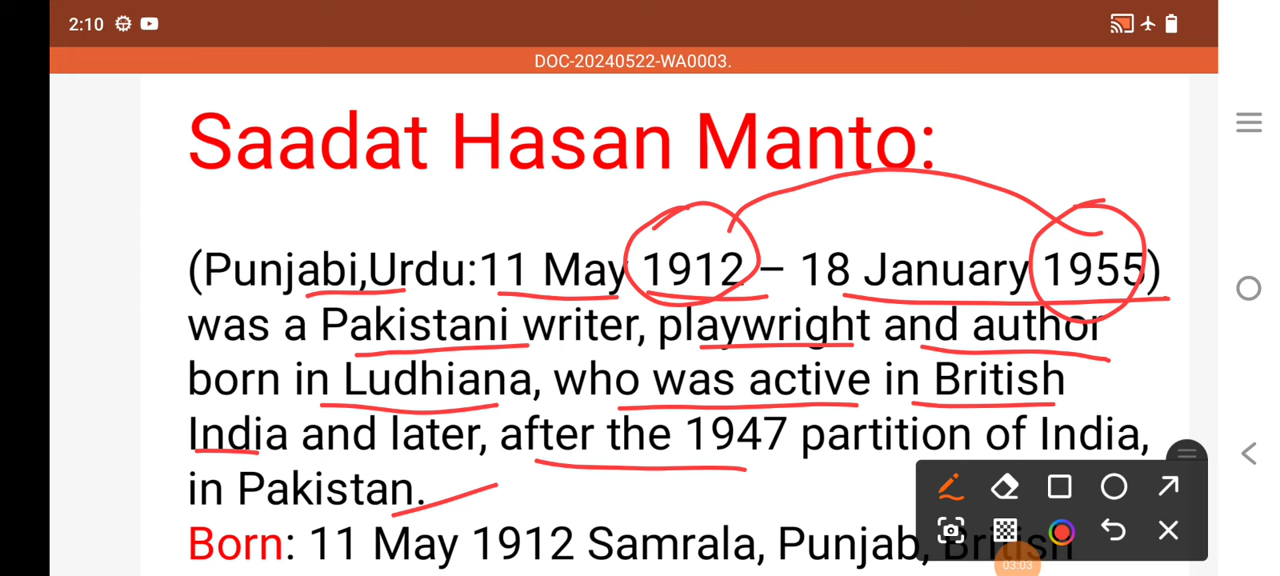 2:10
DOC-20240522-WA0003.
Saadat Hasan Manto:
(Punjabi,Urdu:11 May 1912 – 18 January 1955)
was a Pakistani writer, playwright and author
born in Ludhiana, who was active in British
India and later, after the 1947 partition of India,
in Pakistan.
Born: 11 May 1912 Samrala, Punjab, British
03:03